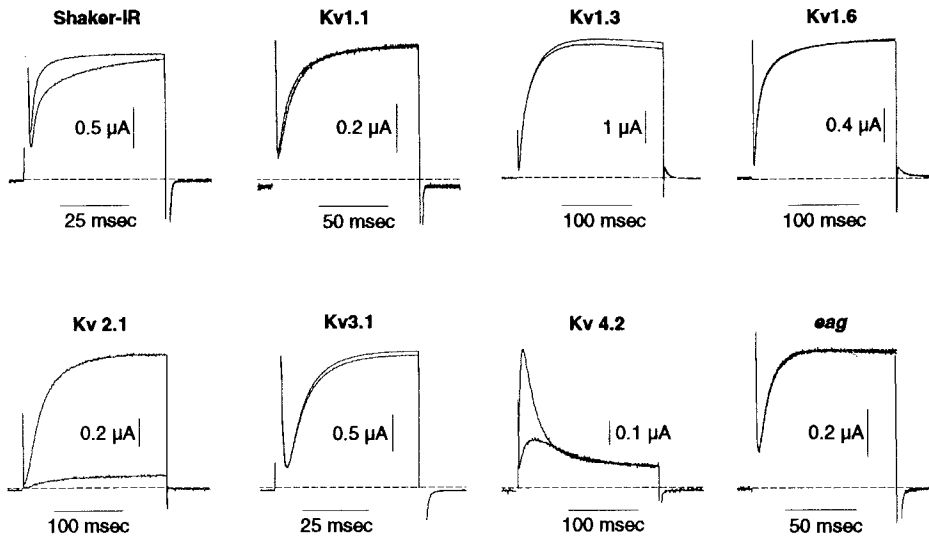 Shaker-IR
Kv1.1
Kv1.3
Kv1.6
0.5 µA
0.2 µA
1 µA
0.4 µA
25 msec
50 msec
100 msec
100 msec
Kv 2.1
Kv3.1
Kv 4.2
eag
0.2 µA
0.5 µA
0.1 µA
0.2 µA
100 msec
25 msec
100 msec
50 msec